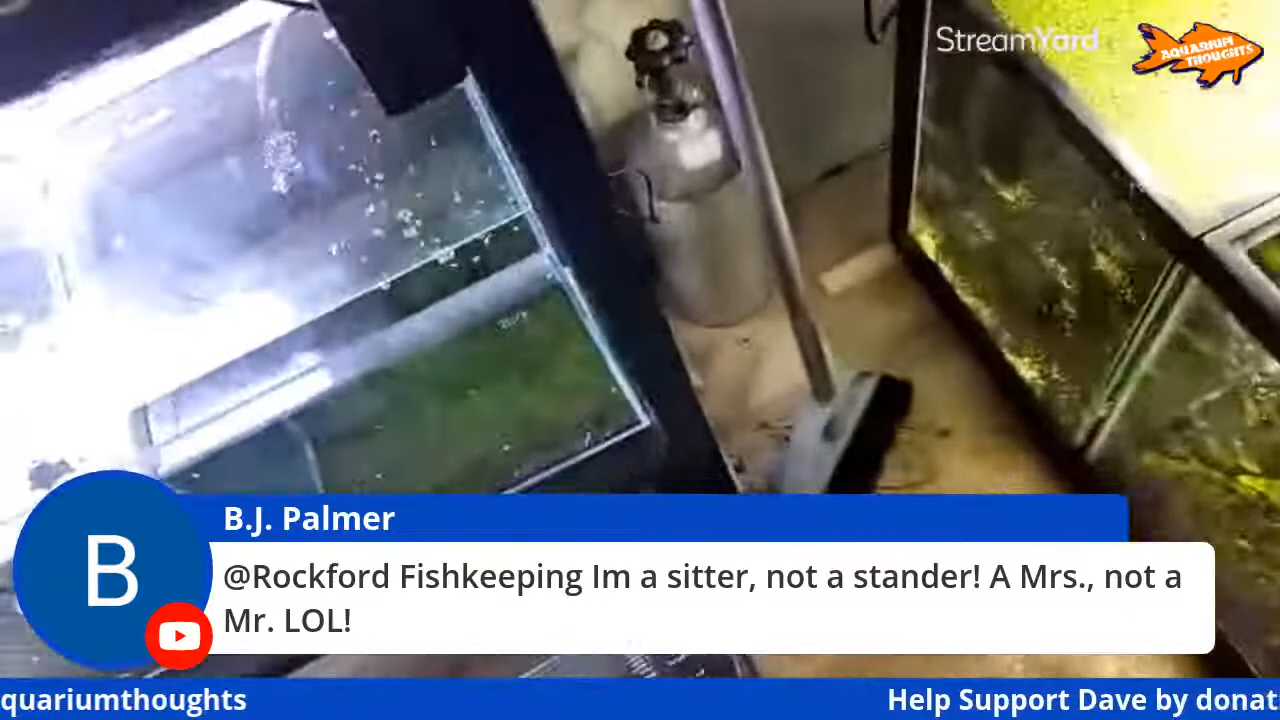 StreamYard
AQUARIUM
THOUGHTS
B.J. Palmer
B
@Rockford Fishkeeping Im a sitter, not a stander! A Mrs., not a
Mr. LOL!
quariumthoughts
Help Support Dave by donat